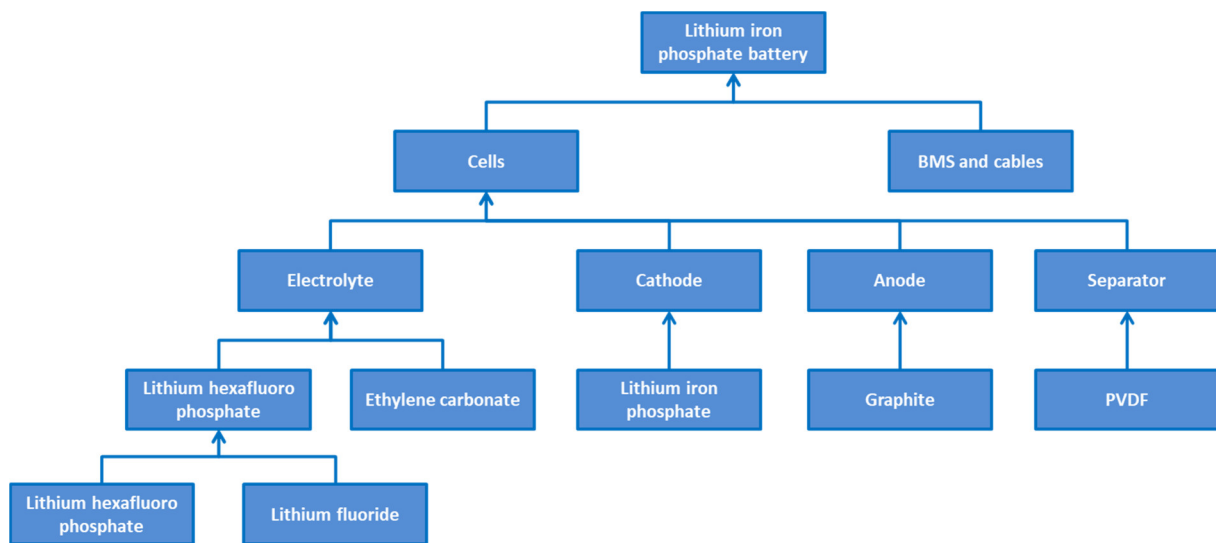 Lithium iron
phosphate battery
Cells
BMS and cables
Electrolyte
Cathode
Anode
Separator
Lithium hexafluoro
phosphate
Ethylene carbonate
Lithium iron
phosphate
Graphite
PVDF
Lithium hexafluoro
phosphate
Lithium fluoride